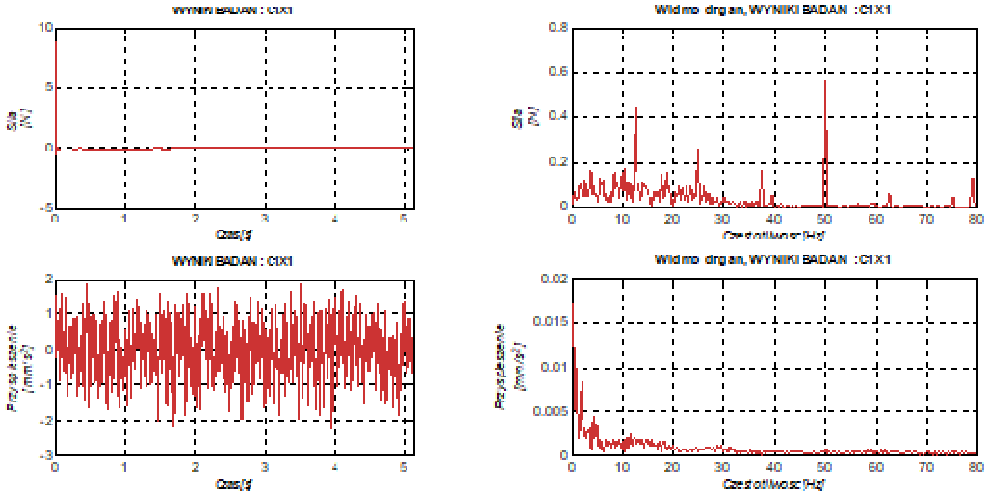 WYNIKI BADAN : C1X1
10
5
0
-5
Sila
[N]
0 1 2 3 4 5
Czas[s]
Widmo drgan, WYNIKI BADAN : C1X1
0.8
0.6
0.4
0.2
0
Sila
[N]
0 10 20 30 40 50 60 70 80
Czestotliwosc[Hz]
WYNIKI BADAN : C1X1
2
1
0
-1
-2
-3
Przyspieszenie
[mm/s²]
0 1 2 3 4 5
Czas[s]
Widmo drgan, WYNIKI BADAN : C1X1
0.02
0.015
0.01
0.005
0
Przyspieszenie
[mm/s²]
0 10 20 30 40 50 60 70 80
Czestotliwosc[Hz]